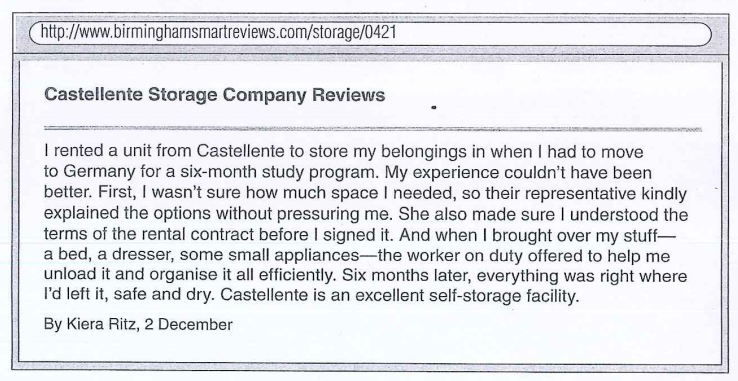 http://www.birminghamsmartreviews.com/storage/0421
Castellente Storage Company Reviews
I rented a unit from Castellente to store my belongings in when I had to move
to Germany for a six-month study program. My experience couldn't have been
better. First, I wasn't sure how much space I needed, so their representative kindly
explained the options without pressuring me. She also made sure I understood the
terms of the rental contract before I signed it. And when I brought over my stuff—
a bed, a dresser, some small appliances—the worker on duty offered to help me
unload it and organise it all efficiently. Six months later, everything was right where
I'd left it, safe and dry. Castellente is an excellent self-storage facility.
By Kiera Ritz, 2 December